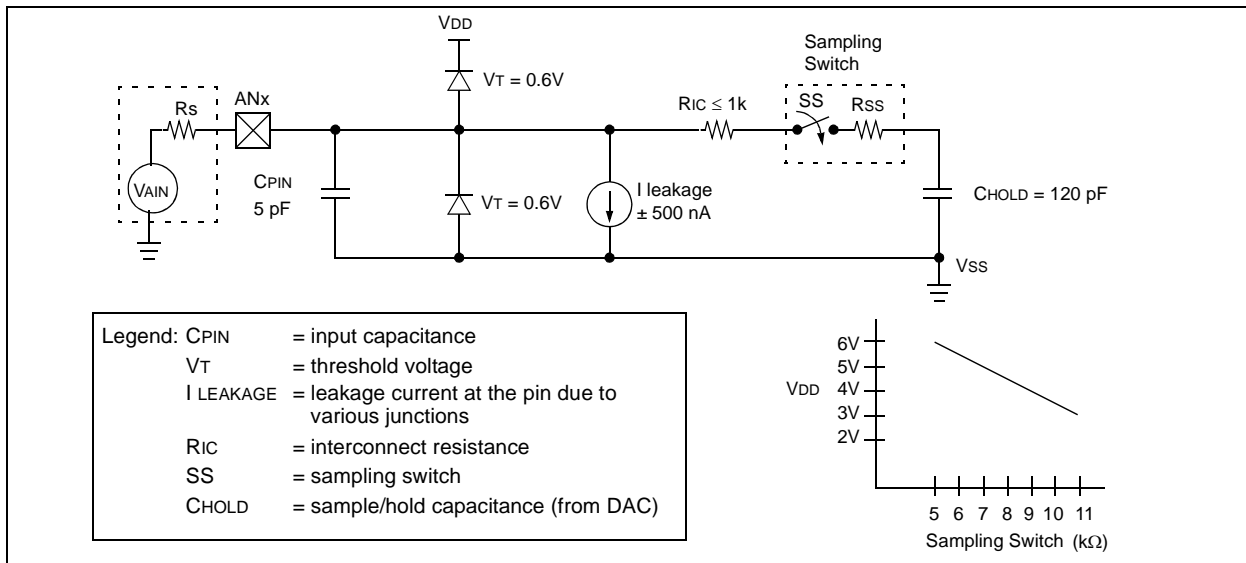 VDD
Sampling
Switch
VT = 0.6V
RS
ANx
RIC ≤ 1k
SS
RSS
VAIN
CPIN
5 pF
VT = 0.6V
I leakage
± 500 nA
CHOLD = 120 pF
VSS
Legend: CPIN = input capacitance
VT = threshold voltage
I LEAKAGE = leakage current at the pin due to
various junctions
RIC = interconnect resistance
SS = sampling switch
CHOLD = sample/hold capacitance (from DAC)
6V
5V
VDD 4V
3V
2V
5 6 7 8 9 10 11
Sampling Switch (kΩ)